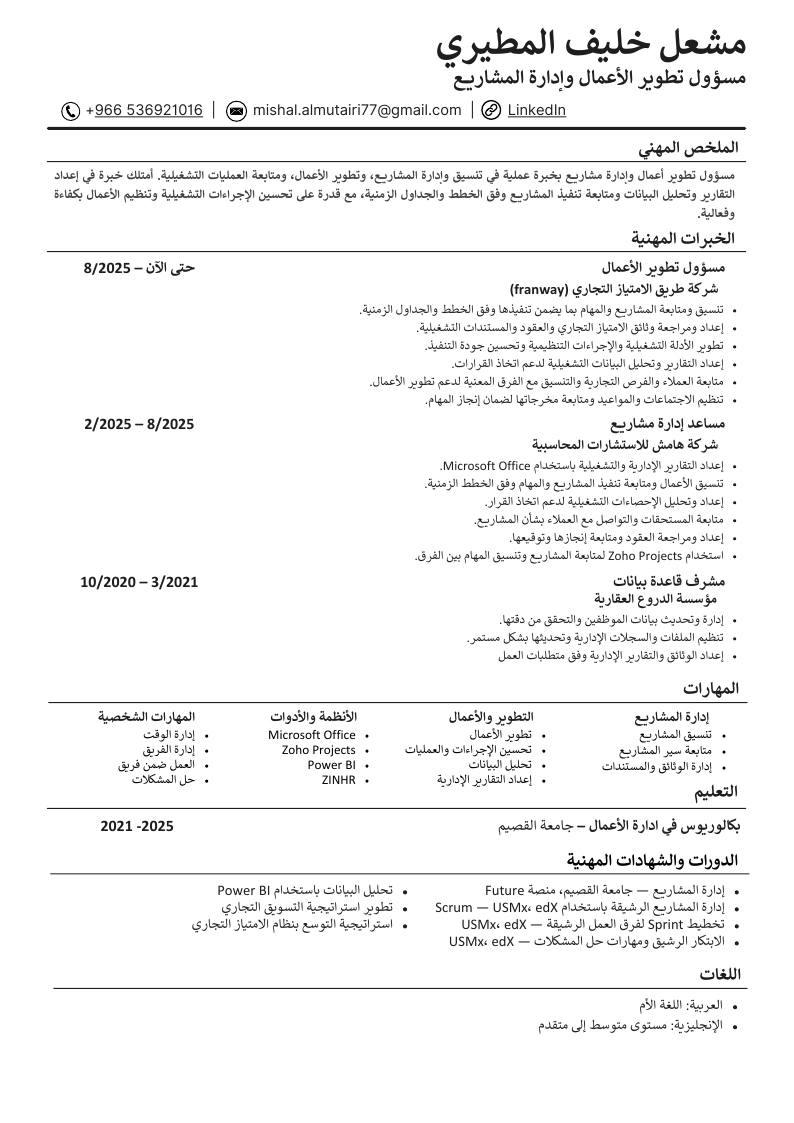 مشعل خليف المطيري
مسؤول تطوير الأعمال وإدارة المشاريع
+966 536921016 | mishal.almutairi77@gmail.com | LinkedIn
الملخص المهني
مسؤول تطوير أعمال وإدارة مشاريع بخبرة عملية في تنسيق وإدارة المشاريع، وتطوير الأعمال، ومتابعة العمليات التشغيلية. أمتلك خبرة في إعداد
التقارير وتحليل البيانات ومتابعة تنفيذ المشاريع وفق الخطط والجداول الزمنية، مع قدرة على تحسين الإجراءات التشغيلية وتنظيم الأعمال بكفاءة
وفعالية.
الخبرات المهنية
مسؤول تطوير الأعمال 8/2025 – حتى الآن
شركة طريق الامتياز التجاري (franway)
• تنسيق ومتابعة المشاريع والمهام بما يضمن تنفيذها وفق الخطط والجداول الزمنية.
• إعداد ومراجعة وثائق الامتياز التجاري والعقود والمستندات التشغيلية.
• تطوير الأدلة التشغيلية والإجراءات التنظيمية وتحسين جودة التنفيذ.
• إعداد التقارير وتحليل البيانات التشغيلية لدعم اتخاذ القرارات.
• متابعة العملاء والفرص التجارية والتنسيق مع الفرق المعنية لدعم تطوير الأعمال.
• تنظيم الاجتماعات والمواعيد ومتابعة مخرجاتها لضمان إنجاز المهام.
مساعد إدارة مشاريع 2/2025 – 8/2025
شركة هامش للاستشارات المحاسبية
• إعداد التقارير الإدارية والتشغيلية باستخدام Microsoft Office.
• تنسيق الأعمال ومتابعة تنفيذ المشاريع والمهام وفق الخطط الزمنية.
• إعداد وتحليل الإحصاءات التشغيلية لدعم اتخاذ القرار.
• متابعة المستحقات والتواصل مع العملاء بشأن المشاريع.
• إعداد ومراجعة العقود ومتابعة إنجازها وتوقيعها.
• استخدام Zoho Projects لمتابعة المشاريع وتنسيق المهام بين الفرق.
مشرف قاعدة بيانات 10/2020 – 3/2021
مؤسسة الدروع العقارية
• إدارة وتحديث بيانات الموظفين والتحقق من دقتها.
• تنظيم الملفات والسجلات الإدارية وتحديثها بشكل مستمر.
• إعداد الوثائق والتقارير الإدارية وفق متطلبات العمل
المهارات
إدارة المشاريع
• تنسيق المشاريع
• متابعة سير المشاريع
• إدارة الوثائق والمستندات
التطوير والأعمال
• تطوير الأعمال
• تحسين الإجراءات والعمليات
• تحليل البيانات
• إعداد التقارير الإدارية
الأنظمة والأدوات
• Microsoft Office
• Zoho Projects
• Power BI
• ZINHR
المهارات الشخصية
• إدارة الوقت
• إدارة الفريق
• العمل ضمن فريق
• حل المشكلات
التعليم
بكالوريوس في ادارة الأعمال – جامعة القصيم 2021 -2025
الدورات والشهادات المهنية
• إدارة المشاريع — جامعة القصيم، منصة Future
• إدارة المشاريع الرشيقة باستخدام Scrum — USMx، edX
• تخطيط Sprint لفرق العمل الرشيقة — USMx، edX
• الابتكار الرشيق ومهارات حل المشكلات — USMx، edX
• تحليل البيانات باستخدام Power BI
• تطوير استراتيجية التسويق التجاري
• استراتيجية التوسع بنظام الامتياز التجاري
اللغات
• العربية: اللغة الأم
• الإنجليزية: مستوى متوسط إلى متقدم